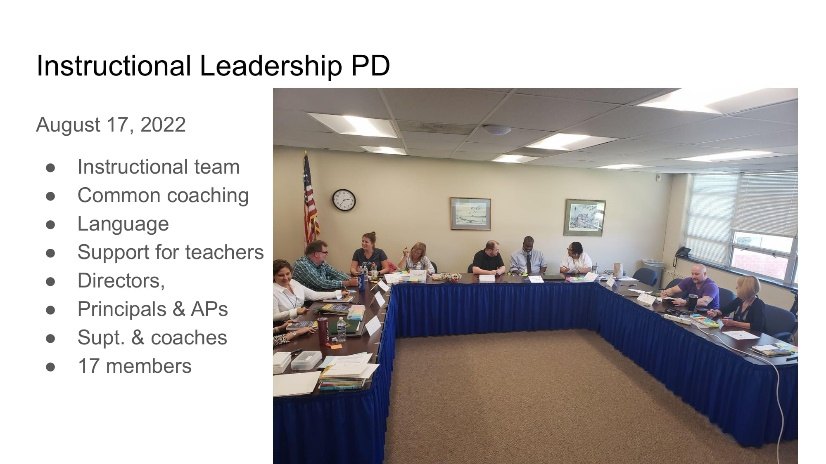 Instructional Leadership PD
August 17, 2022
● Instructional team
● Common coaching
● Language
● Support for teachers
● Directors,
● Principals & APs
● Supt. & coaches
● 17 members